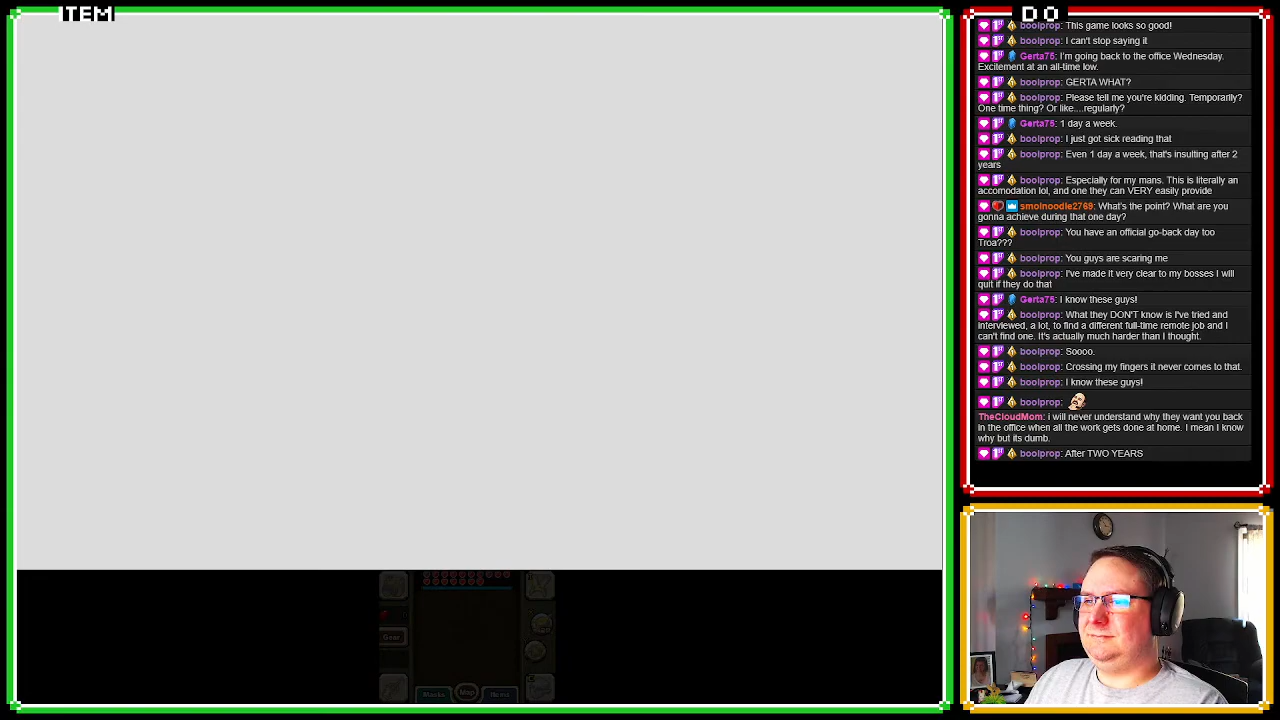 ITEM
DO
boolprop: This game looks so good!
boolprop: I can't stop saying it
Gerta75: I'm going back to the office Wednesday.
Excitement at an all-time low.
boolprop: GERTA WHAT?
boolprop: Please tell me you're kidding. Temporarily?
One time thing? Or like....regularly?
Gerta75: 1 day a week.
boolprop: I just got sick reading that
boolprop: Even 1 day a week, that's insulting after 2
years
boolprop: Especially for my mans. This is literally an
accomodation lol, and one they can VERY easily provide
smolnoodle2769: What's the point? What are you
gonna achieve during that one day?
boolprop: You have an official go-back day too
Troa???
boolprop: You guys are scaring me
boolprop: I've made it very clear to my bosses I will
quit if they do that
Gerta75: I know these guys!
boolprop: What they DON'T know is I've tried and
interviewed, a lot, to find a different full-time remote job and I
can't find one. It's actually much harder than I thought.
boolprop: Soooo.
boolprop: Crossing my fingers it never comes to that.
boolprop: I know these guys!
boolprop:
TheCloudMom: i will never understand why they want you back
in the office when all the work gets done at home. I mean I know
why but its dumb.
boolprop: After TWO YEARS
Gear
Masks
Map
Items